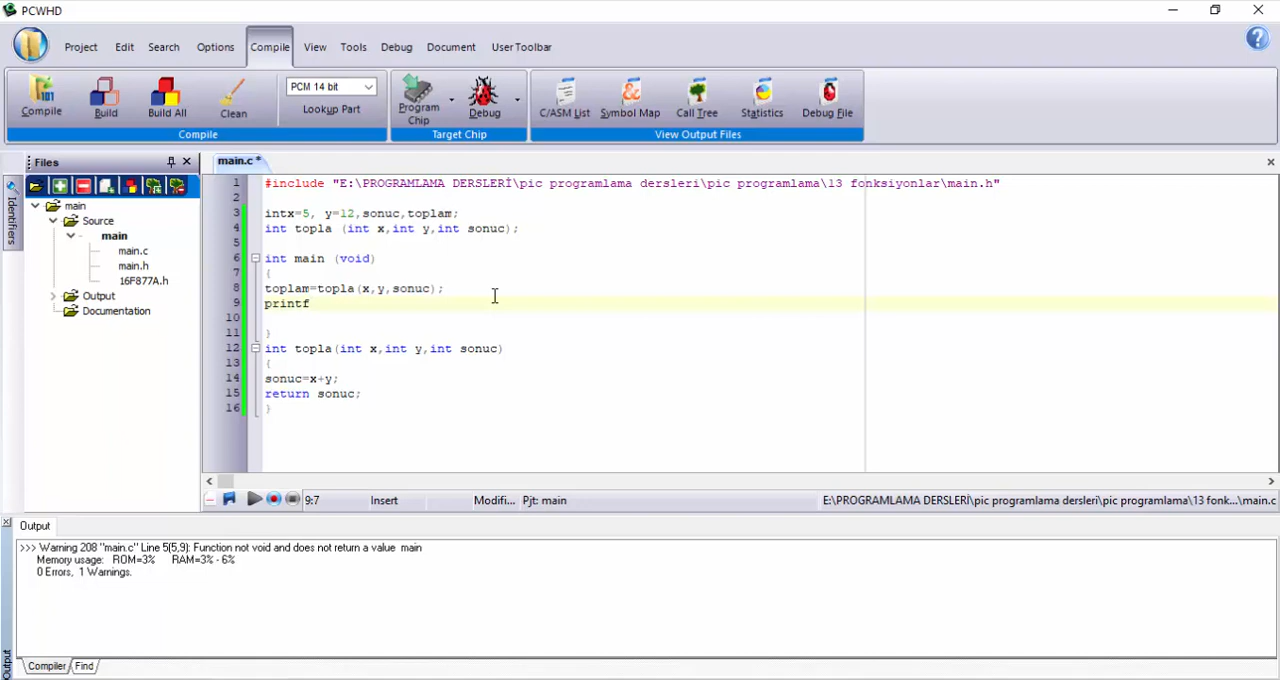 PCWHD
Project Edit Search Options Compile View Tools Debug Document User Toolbar
Compile Build Build All Clean
PCM 14 bit
Lookup Part
Program Chip
Debug
C/ASM List Symbol Map Call Tree Statistics Debug File
Compile Target Chip View Output Files
Files
main.c *
Identifiers
main
Source
main
main.c
main.h
16F877A.h
Output
Documentation
1 #include "E:\PROGRAMLAMA DERSLERİ\pic programlama dersleri\pic programlama\13 fonksiyonlar\main.h"
2
3 intx=5, y=12,sonuc,toplam;
4 int topla (int x,int y,int sonuc);
5
6 int main (void)
7 {
8 toplam=topla(x,y,sonuc);
9 printf
10
11 }
12 int topla(int x,int y,int sonuc)
13 {
14 sonuc=x+y;
15 return sonuc;
16 }
9:7 Insert Modifi... Pjt: main E:\PROGRAMLAMA DERSLERİ\pic programlama dersleri\pic programlama\13 fonk...\main.c
Output
>>> Warning 208 "main.c" Line 5(5,9): Function not void and does not return a value main
Memory usage: ROM=3% RAM=3% - 6%
0 Errors, 1 Warnings.
Output
Compiler Find